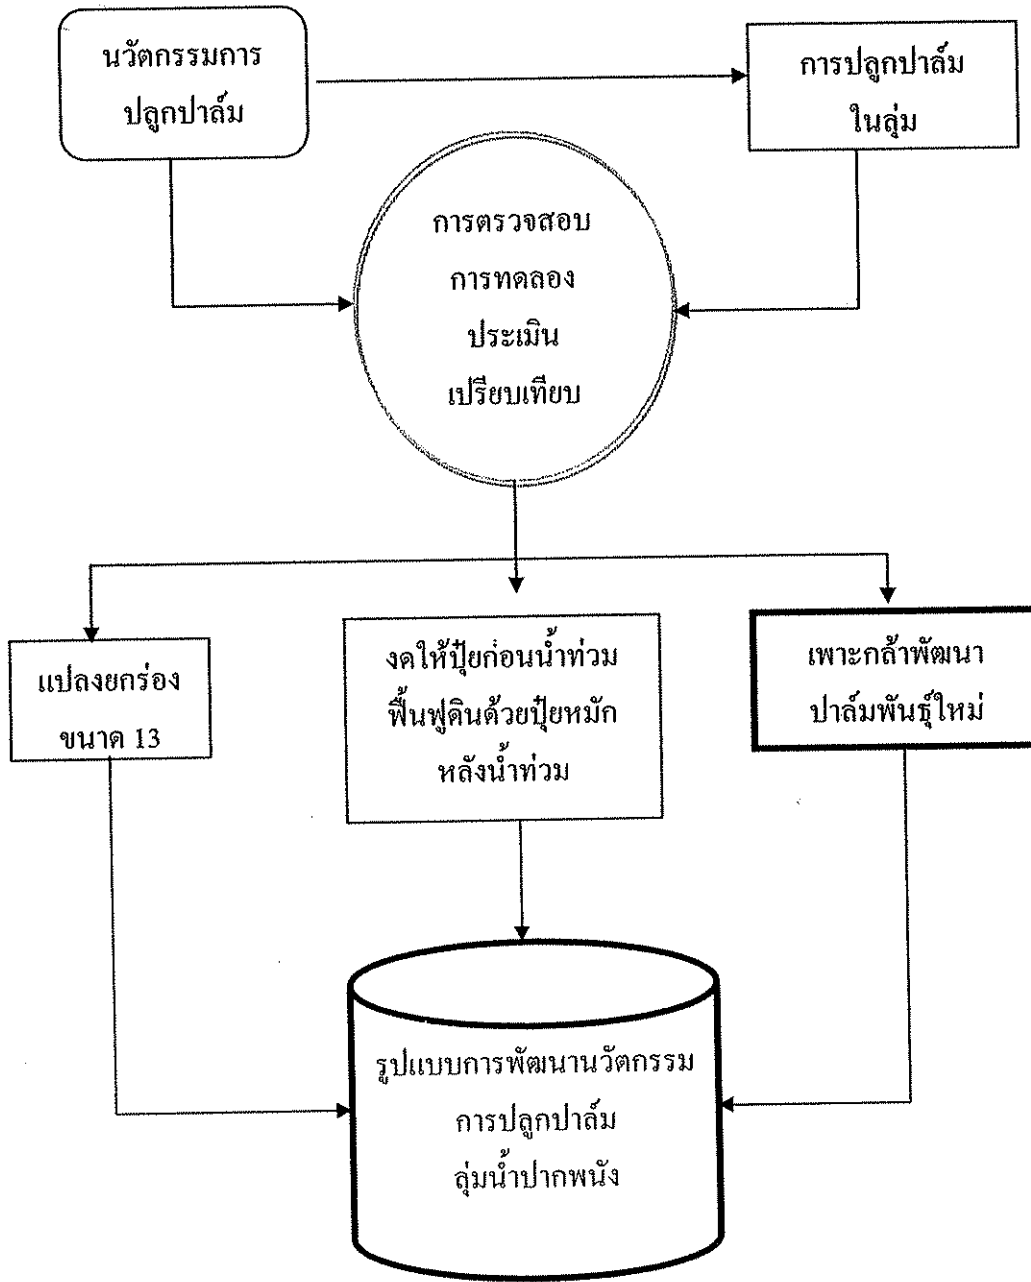 นวัตกรรมการ
ปลูกปาล์ม
การปลูกปาล์ม
ในลุ่ม
การตรวจสอบ
การทดลอง
ประเมิน
เปรียบเทียบ
แปลงยกร่อง
ขนาด 13
งดให้ปุ๋ยก่อนน้ำท่วม
ฟื้นฟูดินด้วยปุ๋ยหมัก
หลังน้ำท่วม
เพาะกล้าพัฒนา
ปาล์มพันธุ์ใหม่
รูปแบบการพัฒนานวัตกรรม
การปลูกปาล์ม
ลุ่มน้ำปากพนัง